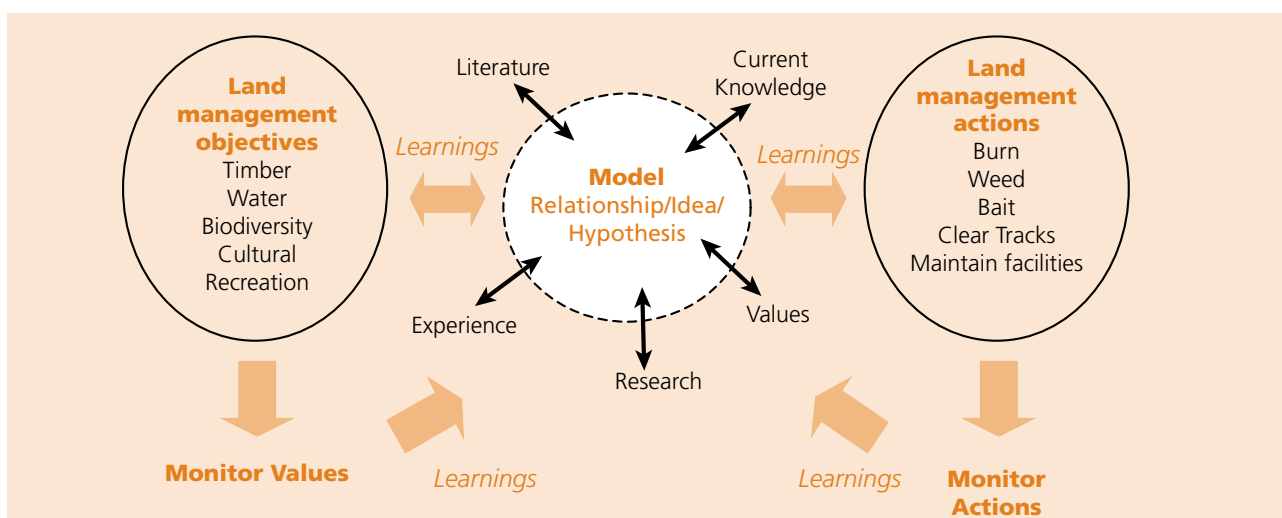 Land
management
objectives
Timber
Water
Biodiversity
Cultural
Recreation
Learnings
Literature
Current
Knowledge
Model
Relationship/Idea/
Hypothesis
Experience
Research
Values
Learnings
Land
management
actions
Burn
Weed
Bait
Clear Tracks
Maintain facilities
Monitor Values
Learnings
Learnings
Monitor
Actions